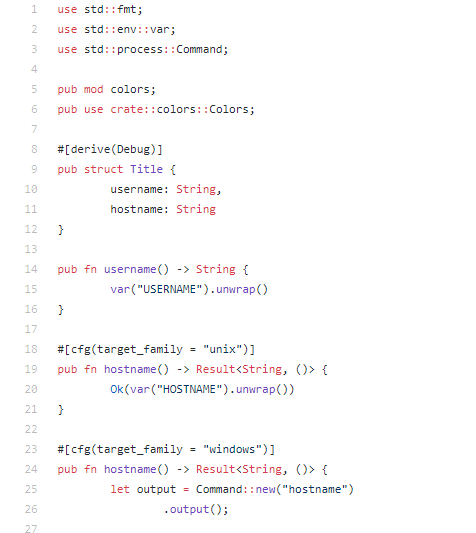 1 use std::fmt;
2 use std::env::var;
3 use std::process::Command;
4
5 pub mod colors;
6 pub use crate::colors::Colors;
7
8 #[derive(Debug)]
9 pub struct Title {
10         username: String,
11         hostname: String
12 }
13
14 pub fn username() -> String {
15         var("USERNAME").unwrap()
16 }
17
18 #[cfg(target_family = "unix")]
19 pub fn hostname() -> Result<String, ()> {
20         Ok(var("HOSTNAME").unwrap())
21 }
22
23 #[cfg(target_family = "windows")]
24 pub fn hostname() -> Result<String, ()> {
25         let output = Command::new("hostname")
26                 .output();
27